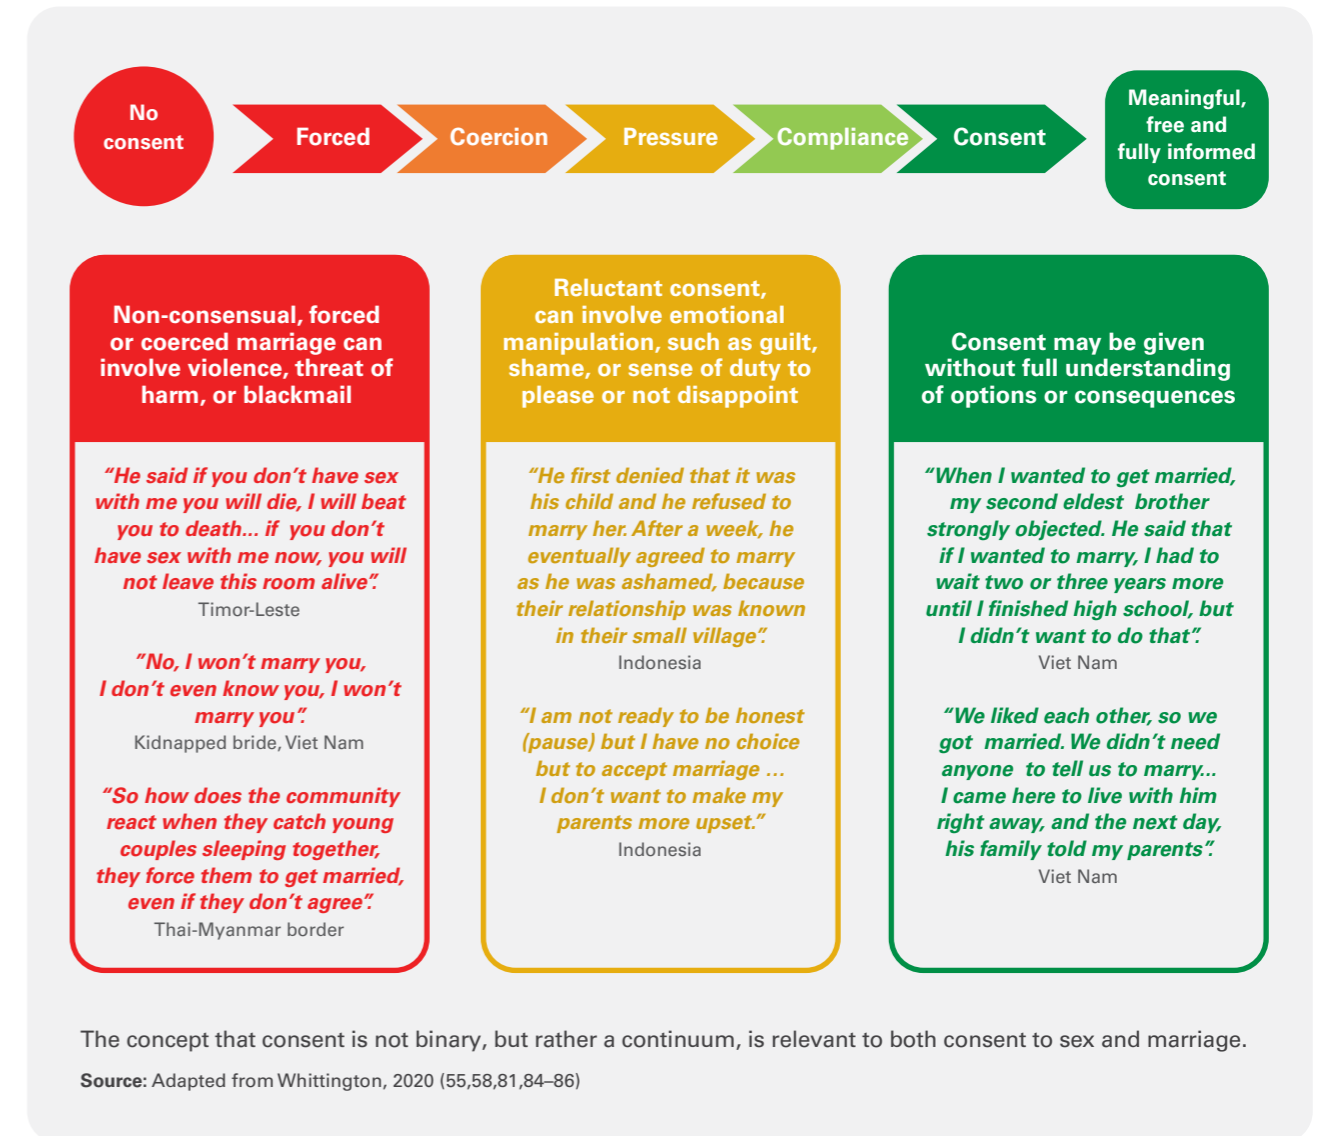 No
consent
Forced
Coercion
Pressure
Compliance
Consent
Meaningful,
free and
fully informed
consent
Non-consensual, forced
or coerced marriage can
involve violence, threat of
harm, or blackmail
“He said if you don’t have sex
with me you will die, I will beat
you to death... if you don’t
have sex with me now, you will
not leave this room alive”.
Timor-Leste
”No, I won’t marry you,
I don’t even know you, I won’t
marry you”.
Kidnapped bride, Viet Nam
“So how does the community
react when they catch young
couples sleeping together,
they force them to get married,
even if they don’t agree”.
Thai-Myanmar border
Reluctant consent,
can involve emotional
manipulation, such as guilt,
shame, or sense of duty to
please or not disappoint
“He first denied that it was
his child and he refused to
marry her. After a week, he
eventually agreed to marry
as he was ashamed, because
their relationship was known
in their small village”.
Indonesia
“I am not ready to be honest
(pause) but I have no choice
but to accept marriage ...
I don’t want to make my
parents more upset.”
Indonesia
Consent may be given
without full understanding
of options or consequences
“When I wanted to get married,
my second eldest brother
strongly objected. He said that
if I wanted to marry, I had to
wait two or three years more
until I finished high school, but
I didn’t want to do that”.
Viet Nam
“We liked each other, so we
got married. We didn’t need
anyone to tell us to marry...
I came here to live with him
right away, and the next day,
his family told my parents”.
Viet Nam
The concept that consent is not binary, but rather a continuum, is relevant to both consent to sex and marriage.
Source: Adapted from Whittington, 2020 (55,58,81,84–86)